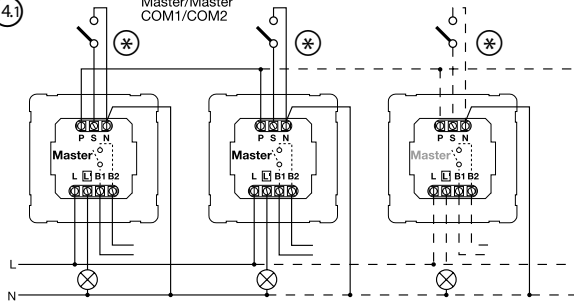 4.1
Master/Master
COM1/COM2
* * *
P S N P S N P S N
Master Master Master
L L' B1 B2 L L' B1 B2 L L' B1 B2
L
N